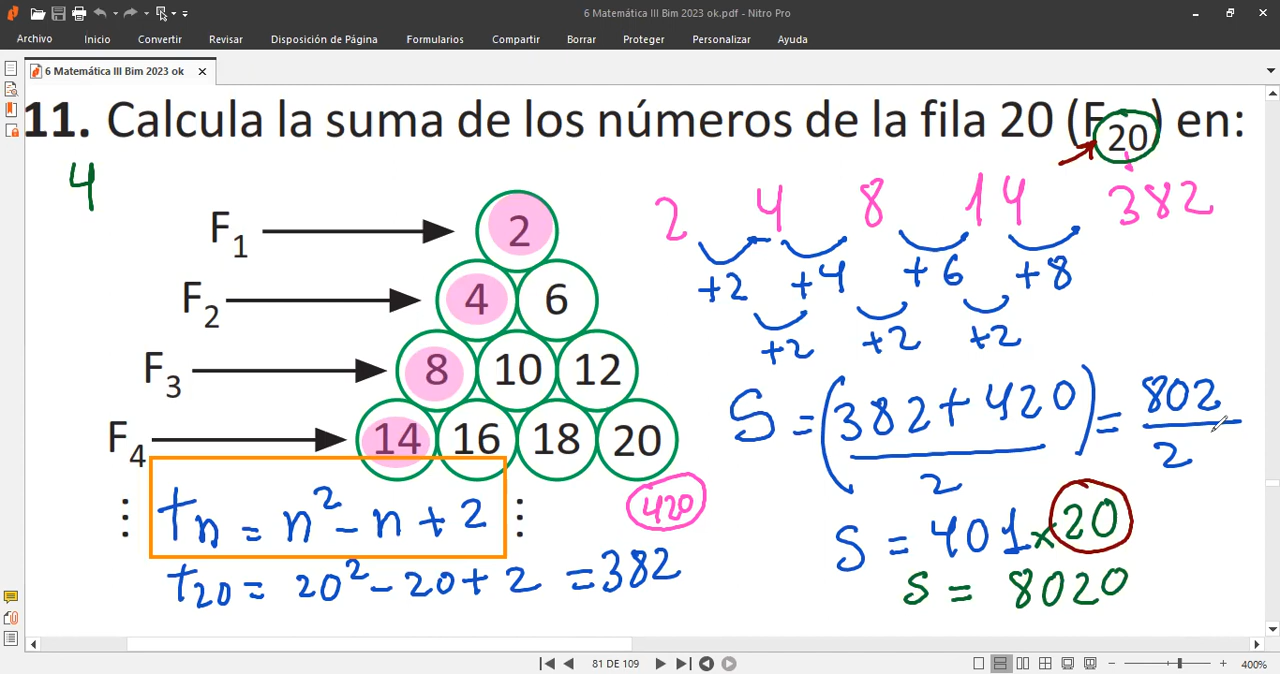 6 Matemática III Bim 2023 ok.pdf - Nitro Pro
Archivo Inicio Convertir Revisar Disposición de Página Formularios Compartir Borrar Proteger Personalizar Ayuda
6 Matemática III Bim 2023 ok
11. Calcula la suma de los números de la fila 20 (F20) en:
4
2 4 8 14 382
+2 +4 +6 +8
+2 +2 +2
F1 2
F2 4 6
F3 8 10 12
F4 14 16 18 20
S = (382 + 420 / 2) = 802 / 2
tn = n² - n + 2
420
S = 401 x 20
t20 = 20² - 20 + 2 = 382
S = 8020
81 DE 109
400%